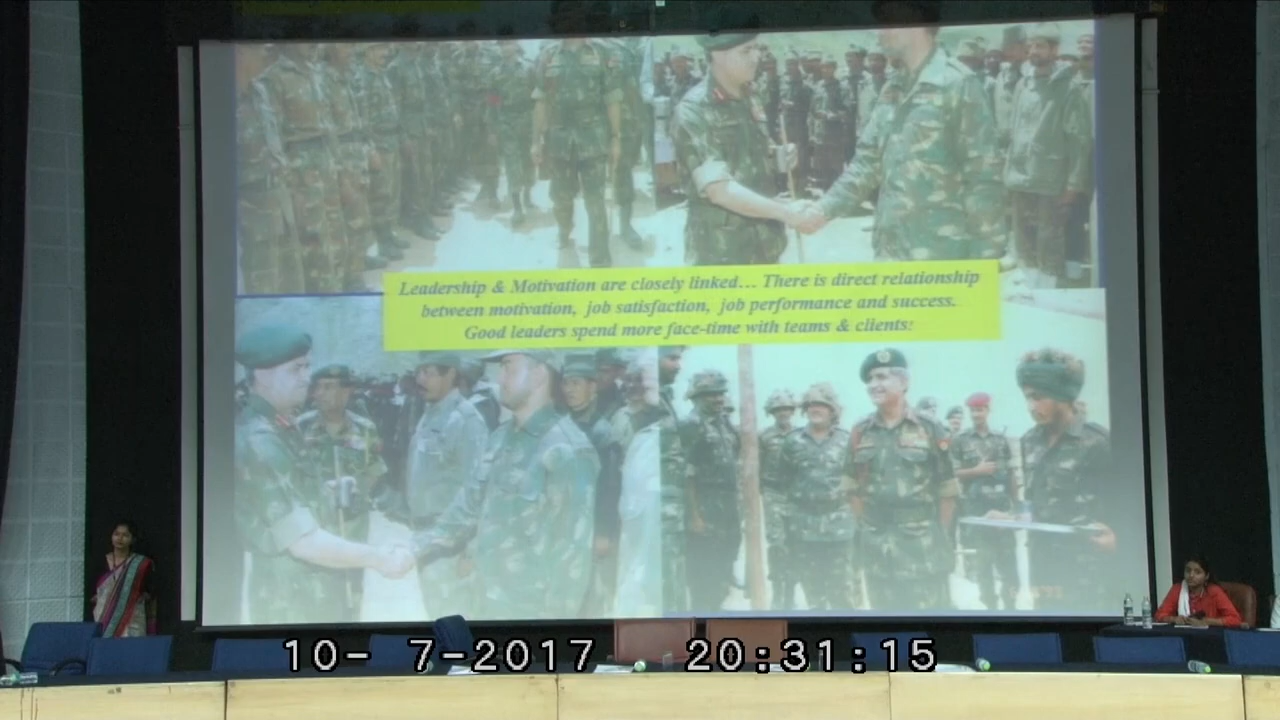 Leadership & Motivation are closely linked... There is direct relationship
between motivation, job satisfaction, job performance and success.
Good leaders spend more face-time with teams & clients!
10- 7-2017 20:31:15